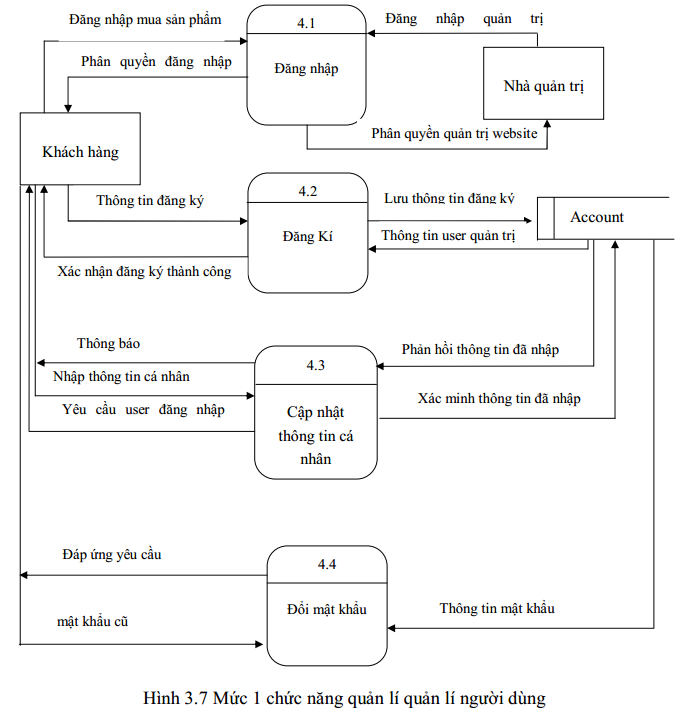 Đăng nhập mua sản phẩm
4.1
Đăng nhập quản trị
Phân quyền đăng nhập
Đăng nhập
Nhà quản trị
Phân quyền quản trị website
Khách hàng
4.2
Thông tin đăng ký
Lưu thông tin đăng ký
Account
Đăng Kí
Thông tin user quản trị
Xác nhận đăng ký thành công
Thông báo
4.3
Phản hồi thông tin đã nhập
Nhập thông tin cá nhân
Xác minh thông tin đã nhập
Yêu cầu user đăng nhập
Cập nhật
thông tin cá
nhân
Đáp ứng yêu cầu
4.4
Đổi mật khẩu
Thông tin mật khẩu
mật khẩu cũ
Hình 3.7 Mức 1 chức năng quản lí quản lí người dùng